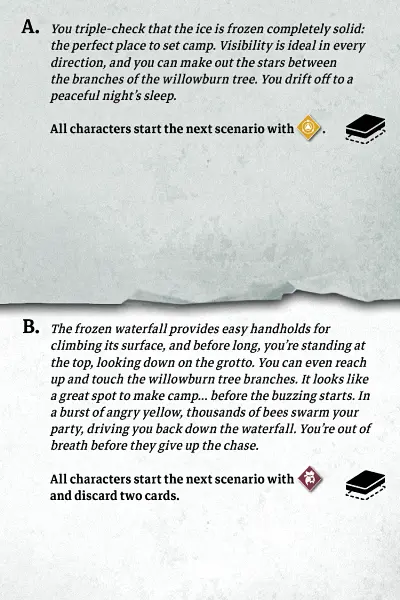 A. You triple-check that the ice is frozen completely solid:
the perfect place to set camp. Visibility is ideal in every
direction, and you can make out the stars between
the branches of the willowburn tree. You drift off to a
peaceful night's sleep.
All characters start the next scenario with .
B. The frozen waterfall provides easy handholds for
climbing its surface, and before long, you're standing at
the top, looking down on the grotto. You can even reach
up and touch the willowburn tree branches. It looks like
a great spot to make camp... before the buzzing starts. In
a burst of angry yellow, thousands of bees swarm your
party, driving you back down the waterfall. You're out of
breath before they give up the chase.
All characters start the next scenario with
and discard two cards.